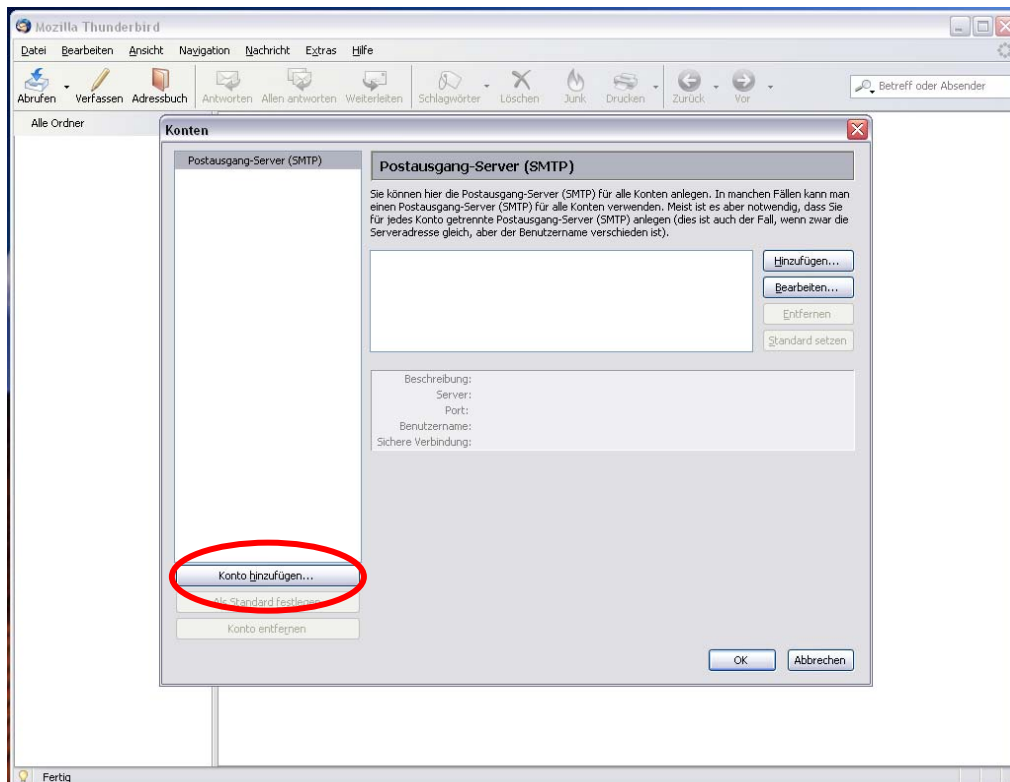 Mozilla Thunderbird
Datei Bearbeiten Ansicht Navigation Nachricht Extras Hilfe
Abrufen Verfassen Adressbuch Antworten Allen antworten Weiterleiten Schlagwörter Löschen Junk Drucken Zurück Vor Betreff oder Absender
Alle Ordner
Konten
Postausgang-Server (SMTP)
Konto hinzufügen...
Als Standard festlegen
Konto entfernen
Postausgang-Server (SMTP)
Sie können hier die Postausgang-Server (SMTP) für alle Konten anlegen. In manchen Fällen kann man
einen Postausgang-Server (SMTP) für alle Konten verwenden. Meist ist es aber notwendig, dass Sie
für jedes Konto getrennte Postausgang-Server (SMTP) anlegen (dies ist auch der Fall, wenn zwar die
Serveradresse gleich, aber der Benutzername verschieden ist).
Hinzufügen...
Bearbeiten...
Entfernen
Standard setzen
Beschreibung:
Server:
Port:
Benutzername:
Sichere Verbindung:
OK Abbrechen
Fertig